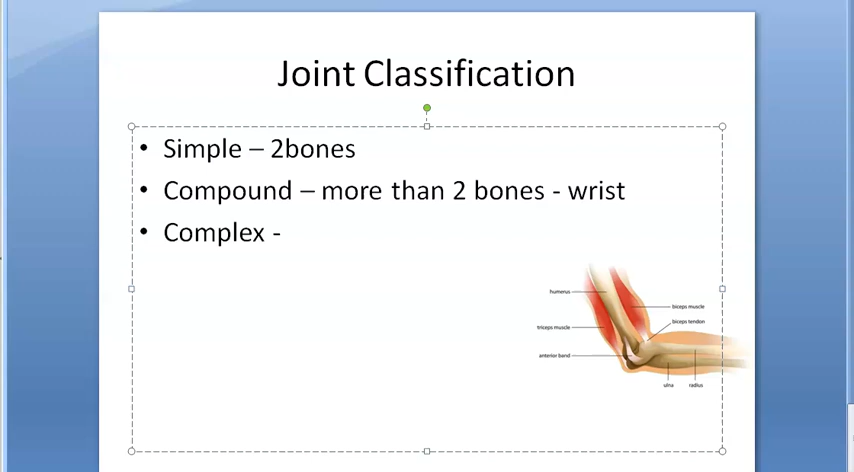 Joint Classification
• Simple – 2bones
• Compound – more than 2 bones - wrist
• Complex -
humerus
biceps muscle
biceps tendon
triceps muscle
anterior band
ulna
radius